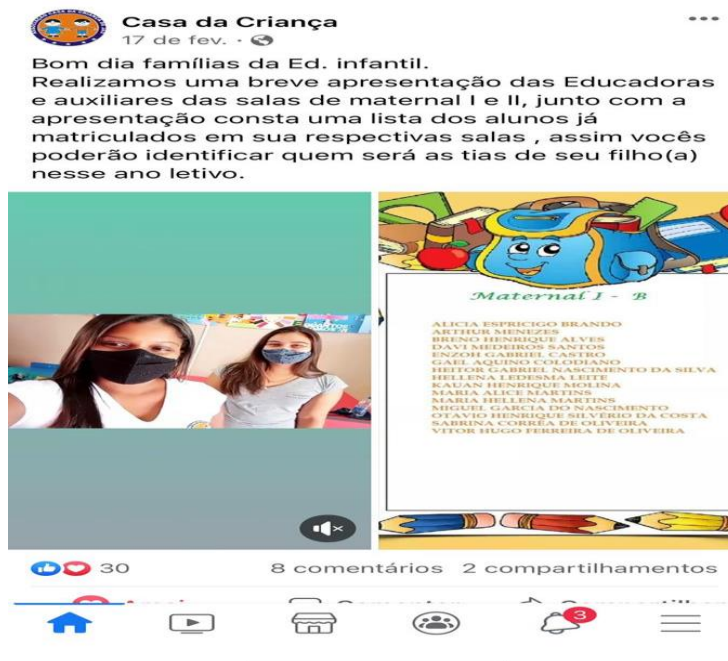 Casa da Criança
17 de fev. ·
Bom dia famílias da Ed. infantil.
Realizamos uma breve apresentação das Educadoras
e auxiliares das salas de maternal I e II, junto com a
apresentação consta uma lista dos alunos já
matriculados em sua respectivas salas , assim vocês
poderão identificar quem será as tias de seu filho(a)
nesse ano letivo.
Maternal I - B
ALICIA ESPRICIGO BRANDO
ARTHUR MENEZES
BRENO HENRIQUE ALVES
DAVI MEDEIROS SANTOS
ENZOH GABRIEL CASTRO
GAEL AQUINO COLODIANO
HEITOR GABRIEL NASCIMENTO DA SILVA
HELLENA LEDESMA LEITE
KAUAN HENRIQUE MOLINA
MARIA ALICE MARTINS
MARIA HELLENA MARTINS
MIGUEL GARCIA DO NASCIMENTO
OTAVIO HENRIQUE SILVÉRIO DA COSTA
SABRINA CORRÊA DE OLIVEIRA
VITOR HUGO FERREIRA DE OLIVEIRA
30
8 comentários 2 compartilhamentos
3